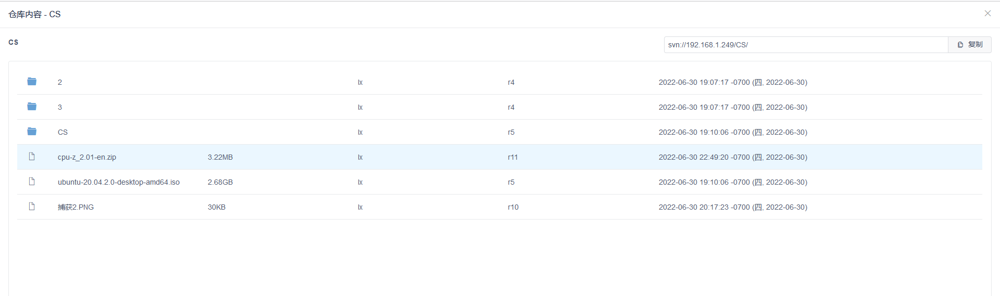 仓库内容 - CS
CS
svn://192.168.1.249/CS/ 复制
2 lx r4 2022-06-30 19:07:17 -0700 (四, 2022-06-30)
3 lx r4 2022-06-30 19:07:17 -0700 (四, 2022-06-30)
CS lx r5 2022-06-30 19:10:06 -0700 (四, 2022-06-30)
cpu-z_2.01-en.zip 3.22MB lx r11 2022-06-30 22:49:20 -0700 (四, 2022-06-30)
ubuntu-20.04.2.0-desktop-amd64.iso 2.68GB lx r5 2022-06-30 19:10:06 -0700 (四, 2022-06-30)
捕获2.PNG 30KB lx r10 2022-06-30 20:17:23 -0700 (四, 2022-06-30)